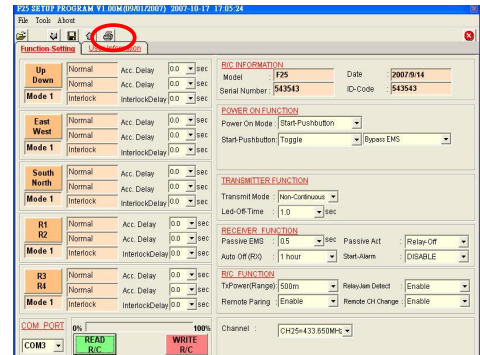 F25 SETUP PROGRAM V1.00M(09/01/2007) 2007-10-17 17:05:24
File Tools About
Function-Setting User Information
Up Down Normal Acc. Delay 0.0 sec
Normal Acc. Delay 0.0 sec
Mode 1 Interlock InterlockDelay 0.0 sec
East West Normal Acc. Delay 0.0 sec
Normal Acc. Delay 0.0 sec
Mode 1 Interlock InterlockDelay 0.0 sec
South North Normal Acc. Delay 0.0 sec
Normal Acc. Delay 0.0 sec
Mode 1 Interlock InterlockDelay 0.0 sec
R1 R2 Normal Acc. Delay 0.0 sec
Normal Acc. Delay 0.0 sec
Mode 1 Interlock InterlockDelay 0.0 sec
R3 R4 Normal Acc. Delay 0.0 sec
Normal Acc. Delay 0.0 sec
Mode 1 Interlock InterlockDelay 0.0 sec
COM PORT 0% 100%
COM3 READ R/C WRITE R/C
R/C INFORMATION
Model : F25 Date : 2007/9/14
Serial Number : 543543 ID-Code : 543543
POWER ON FUNCTION
Power On Mode : Start-Pushbutton
Start-Pushbutton: Toggle Bypass EMS
TRANSMITTER FUNCTION
Transmit Mode : Non-Continuous
Led-Off-Time : 1.0 sec
RECEIVER FUNCTION
Passive EMS : 0.5 sec Passive Act : Relay-Off
Auto Off (RX) : 1 hour Start-Alarm : DISABLE
R/C FUNCTION
TxPower(Range): 500m RelayJam Detect : Enable
Remote Paring : Enable Remote CH Change : Enable
Channel : CH25=433.650MHz